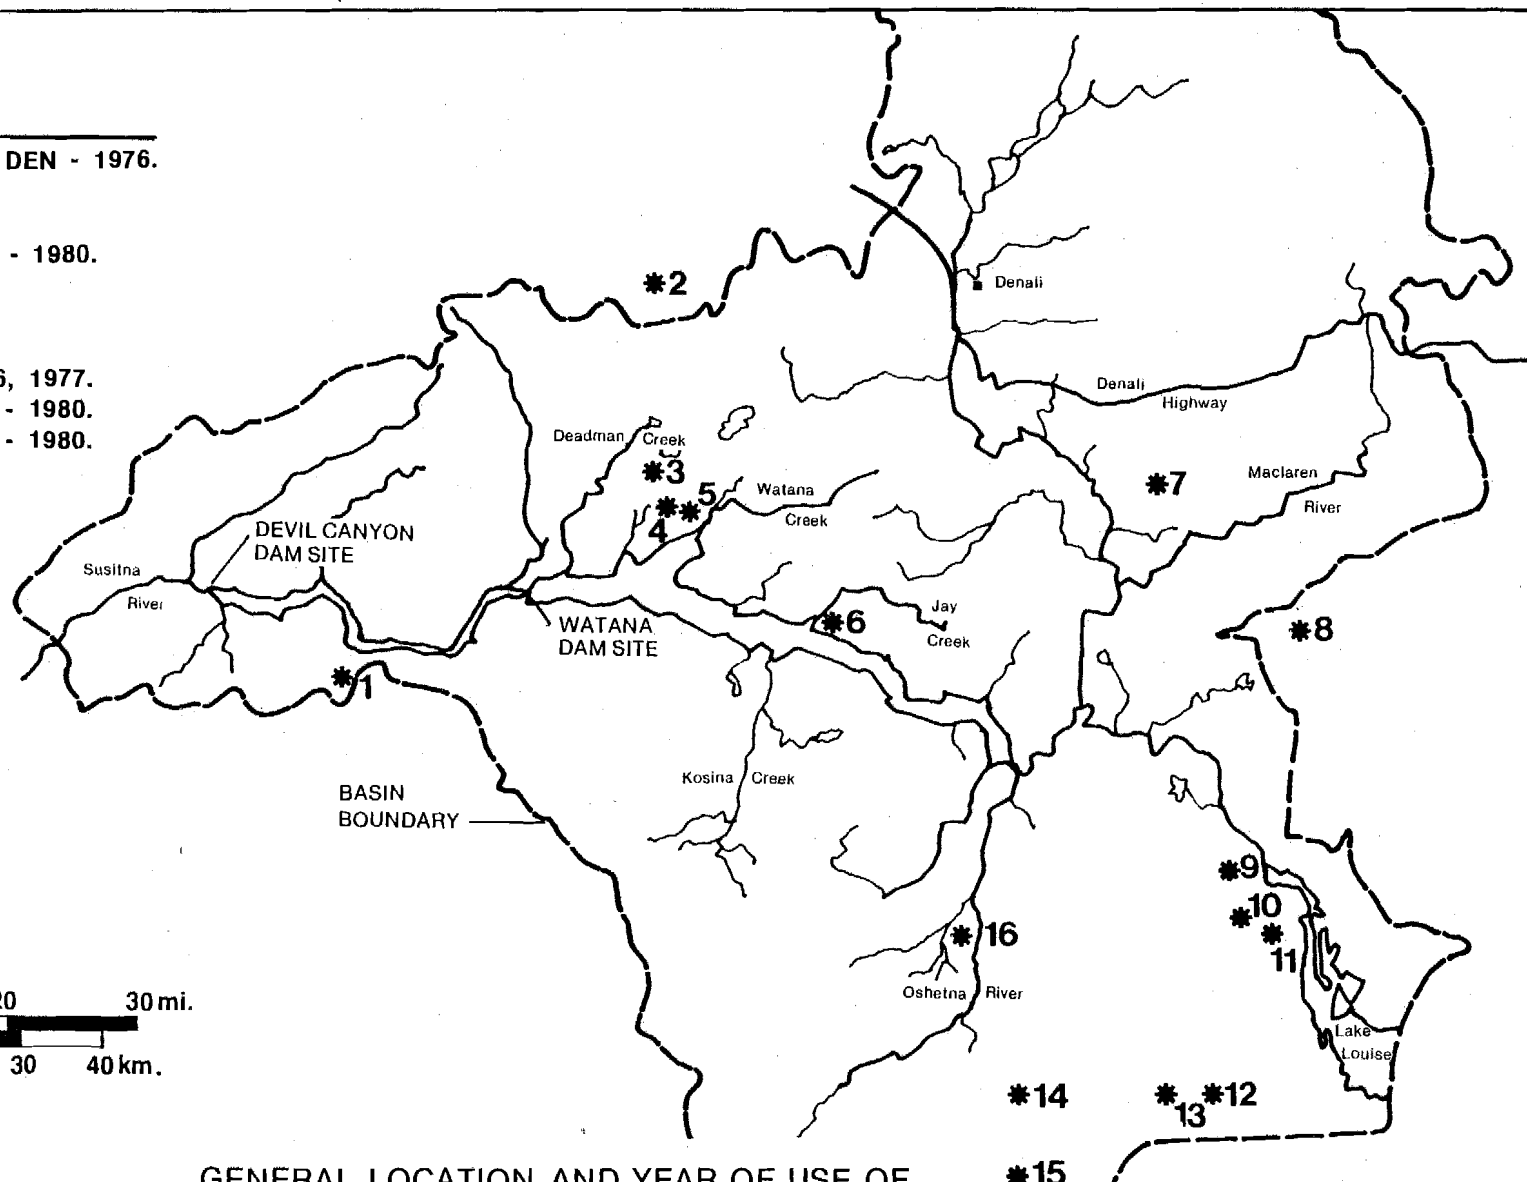 DEN - 1976.
- 1980.
, 1977.
- 1980.
- 1980.
*2
Denali
Denali
Highway
Deadman Creek
*3
*7
Maclaren
River
*5
*4
Watana
Creek
DEVIL CANYON
DAM SITE
Susitna
River
WATANA
DAM SITE
*6
Jay
Creek
*8
*1
Kosina Creek
BASIN
BOUNDARY
*9
*10
*11
*16
Oshetna River
20 30 mi.
30 40 km.
Lake
Louise
*14
*13
*12
*15
GENERAL LOCATION AND YEAR OF USE OF